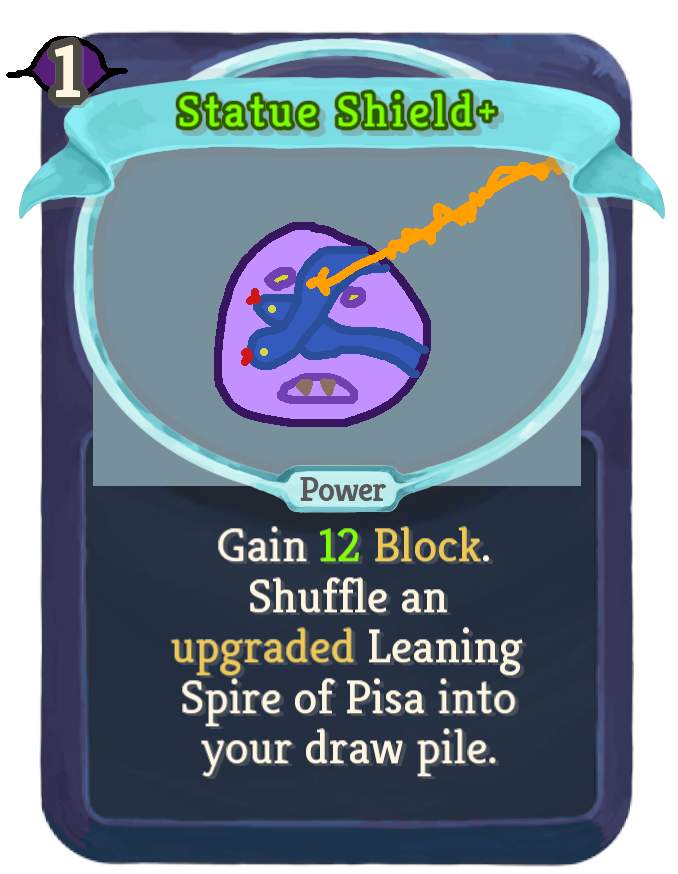 1
Statue Shield+
Power
Gain 12 Block.
Shuffle an
upgraded Leaning
Spire of Pisa into
your draw pile.